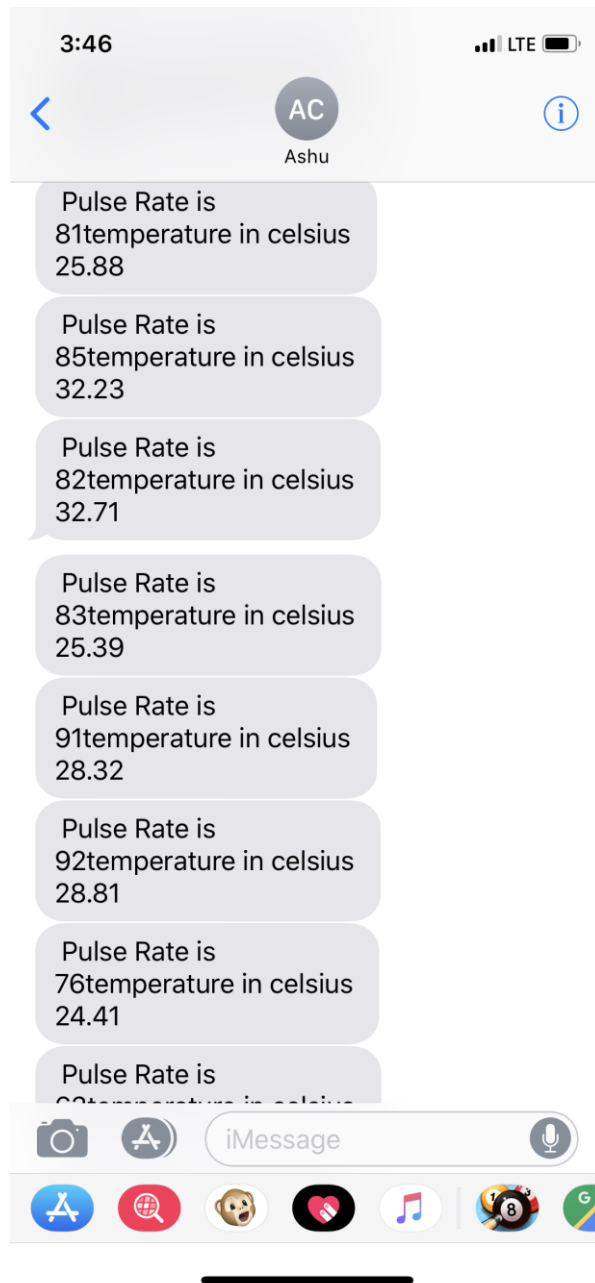 3:46
LTE
AC
Ashu
Pulse Rate is
81temperature in celsius
25.88
Pulse Rate is
85temperature in celsius
32.23
Pulse Rate is
82temperature in celsius
32.71
Pulse Rate is
83temperature in celsius
25.39
Pulse Rate is
91temperature in celsius
28.32
Pulse Rate is
92temperature in celsius
28.81
Pulse Rate is
76temperature in celsius
24.41
Pulse Rate is
iMessage
1 8 3
G